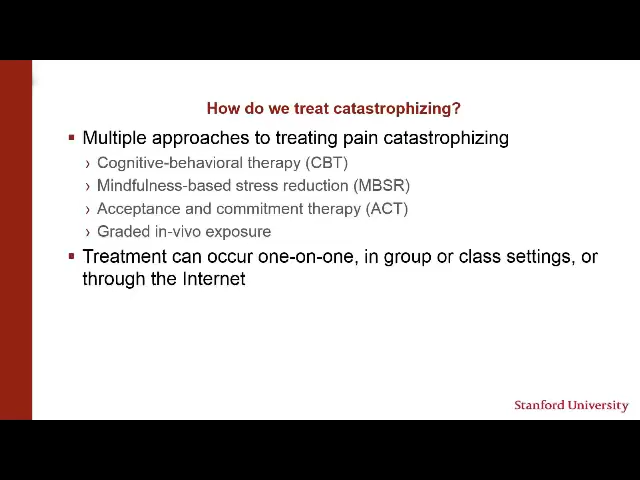 How do we treat catastrophizing?
▪ Multiple approaches to treating pain catastrophizing
› Cognitive-behavioral therapy (CBT)
› Mindfulness-based stress reduction (MBSR)
› Acceptance and commitment therapy (ACT)
› Graded in-vivo exposure
▪ Treatment can occur one-on-one, in group or class settings, or
through the Internet
Stanford University